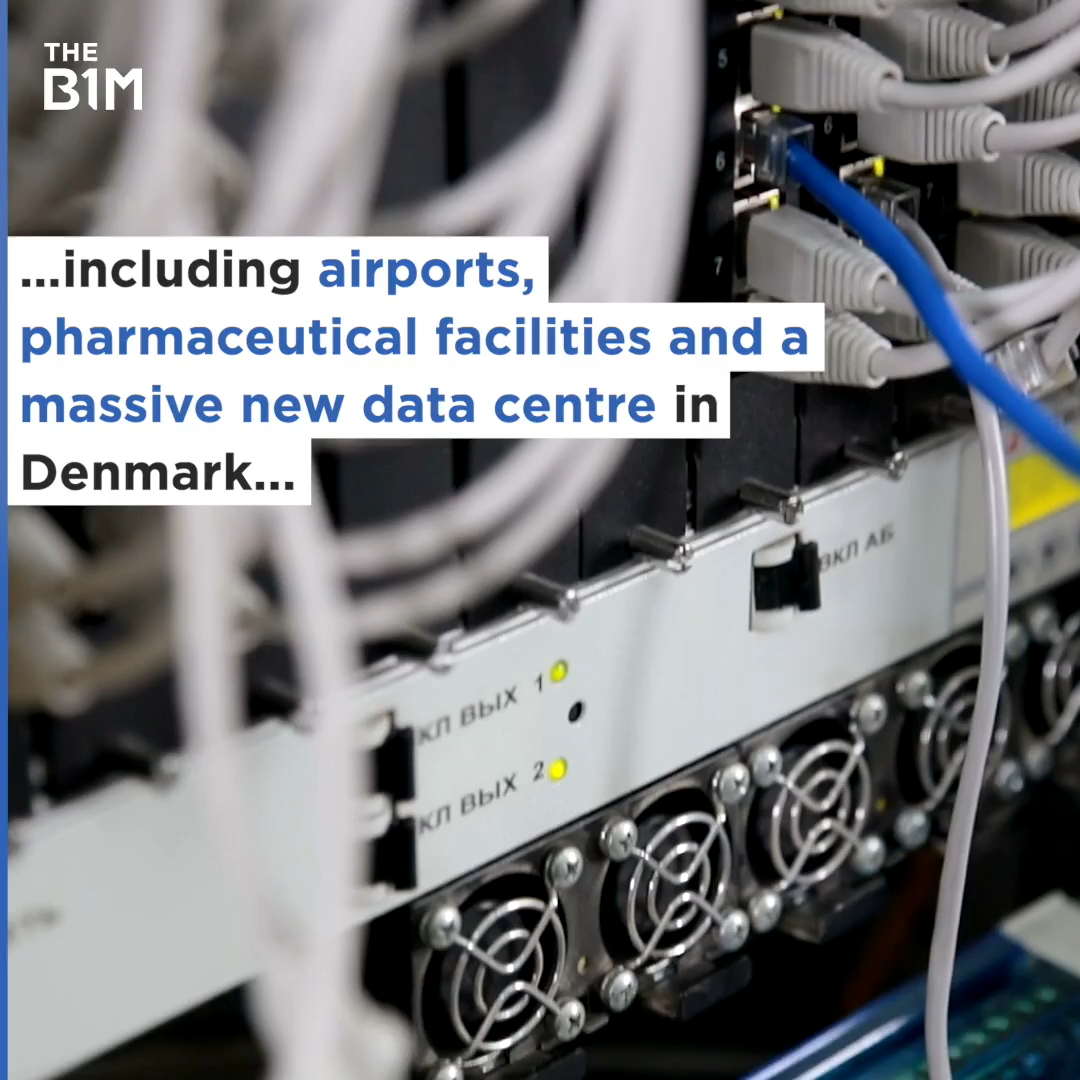 THE
B1M
...including airports,
pharmaceutical facilities and a
massive new data centre in
Denmark...
5
6
6
7
7
ВКЛ АБ
КЛ ВЫХ 1
КЛ ВЫХ 2